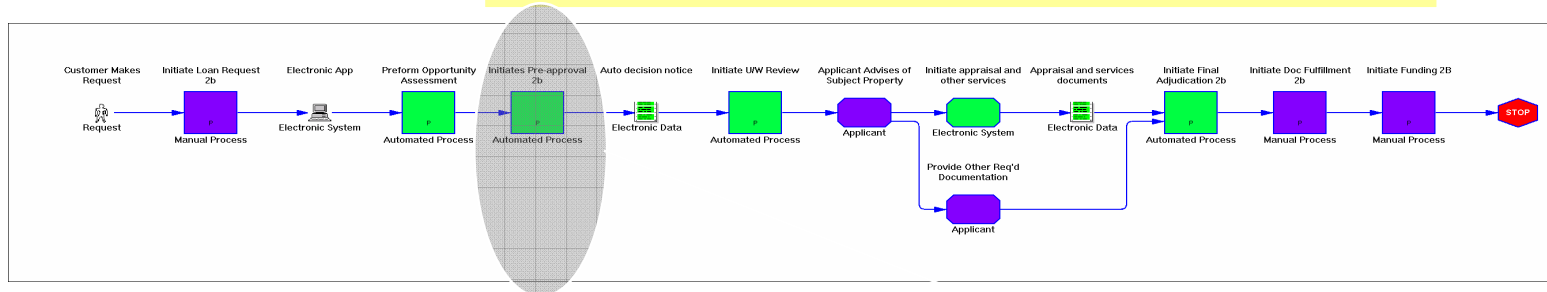 Customer Makes
Request
Request
Initiate Loan Request
2b
P
Manual Process
Electronic App
Electronic System
Preform Opportunity
Assessment
P
Automated Process
Initiates Pre-approval
2b
P
Automated Process
Auto decision notice
Electronic Data
Initiate U/W Review
P
Automated Process
Applicant Advises of
Subject Property
Applicant
Initiate appraisal and
other services
Electronic System
Provide Other Req'd
Documentation
Applicant
Appraisal and services
documents
Electronic Data
Initiate Final
Adjudication 2b
P
Automated Process
Initiate Doc Fulfillment
2b
P
Manual Process
Initiate Funding 2B
P
Manual Process
STOP